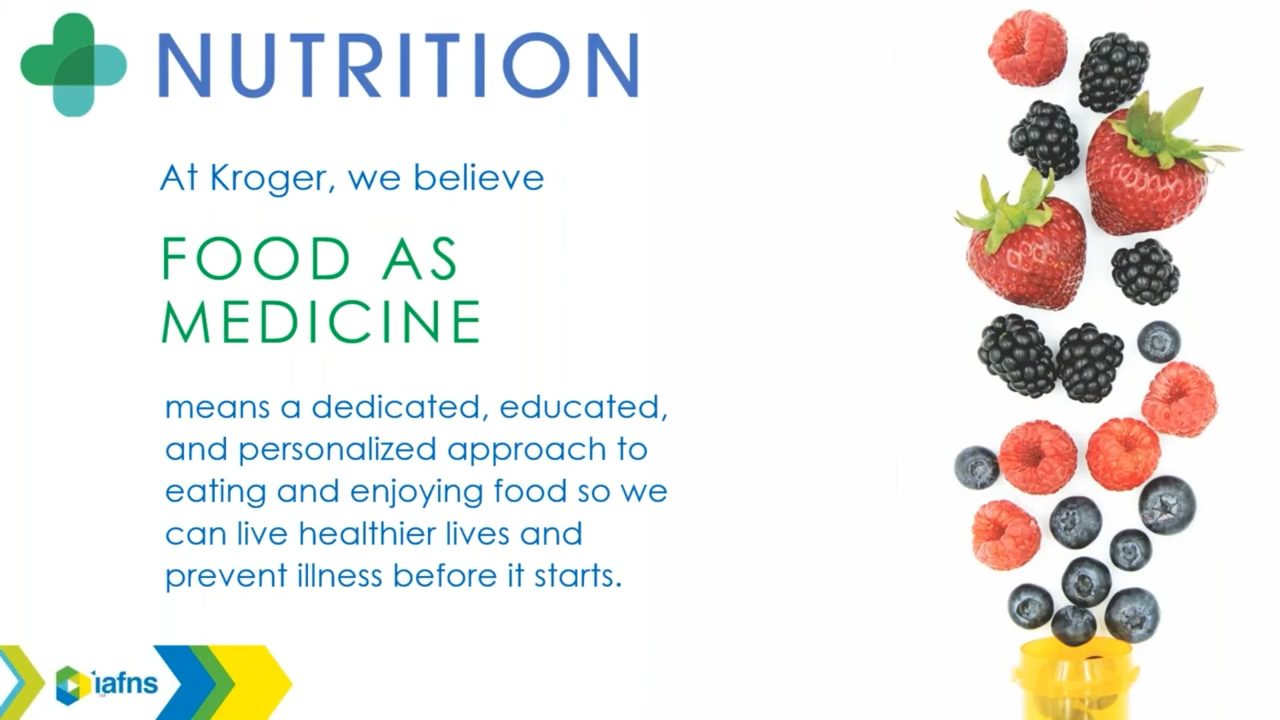 NUTRITION
At Kroger, we believe
FOOD AS
MEDICINE
means a dedicated, educated,
and personalized approach to
eating and enjoying food so we
can live healthier lives and
prevent illness before it starts.
iafns
TM